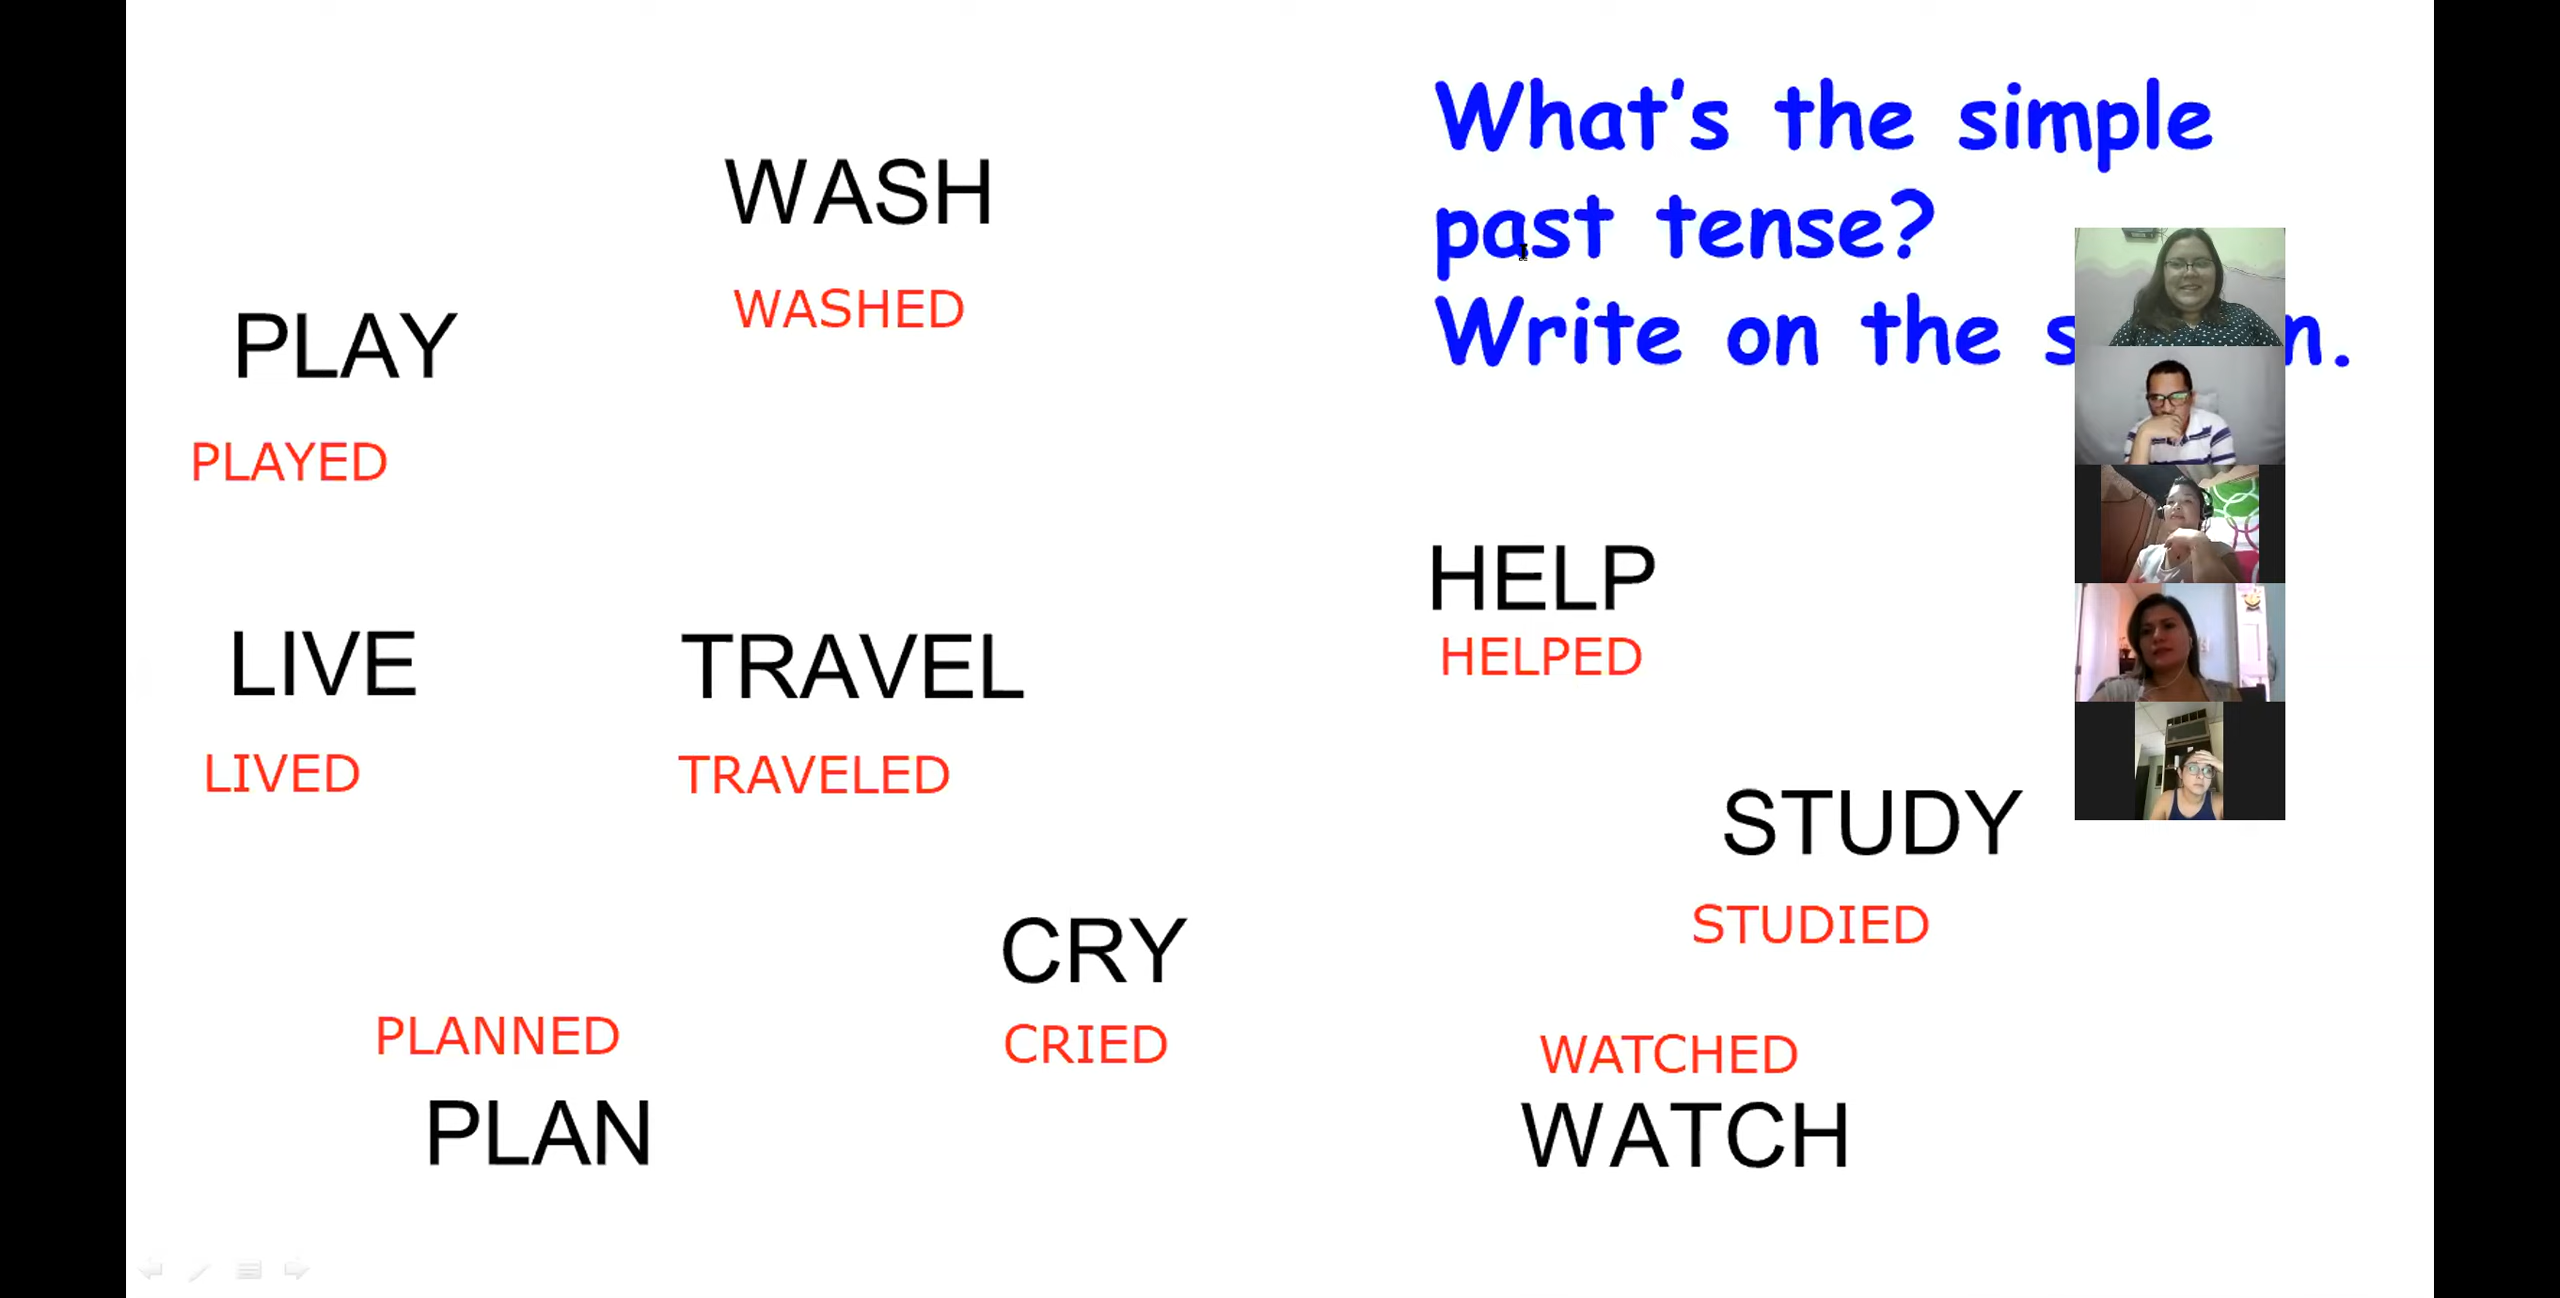 What's the simple
past tense?
Write on the
WASH
WASHED
PLAY
PLAYED
HELP
HELPED
LIVE
LIVED
TRAVEL
TRAVELED
STUDY
STUDIED
CRY
CRIED
PLANNED
PLAN
WATCHED
WATCH